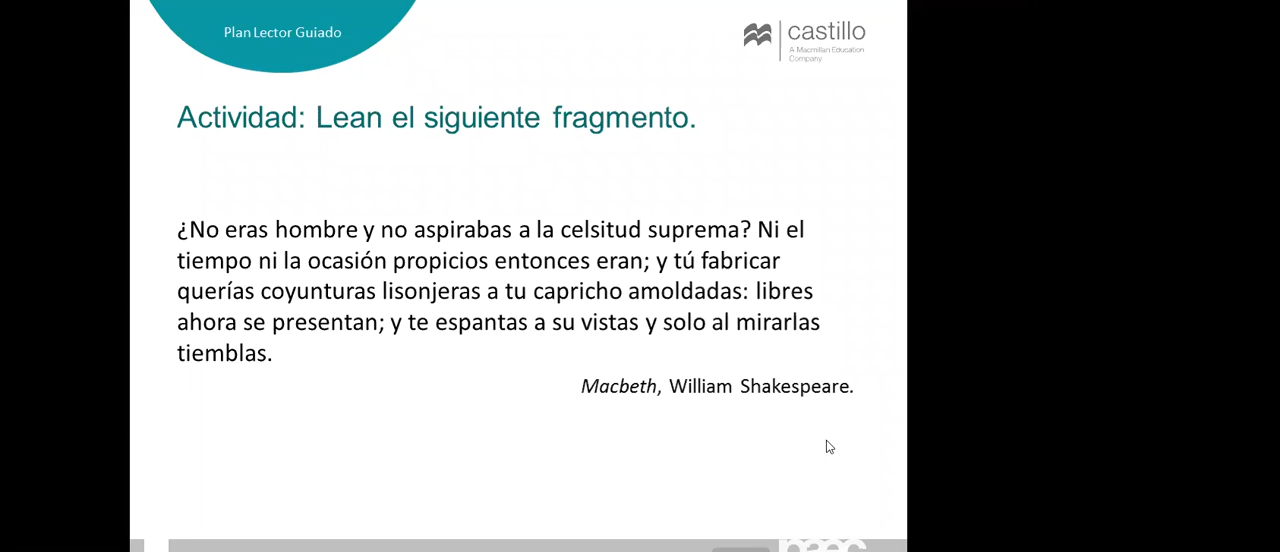 Plan Lector Guiado
castillo
A Macmillan Education
Company
Actividad: Lean el siguiente fragmento.
¿No eras hombre y no aspirabas a la celsitud suprema? Ni el
tiempo ni la ocasión propicios entonces eran; y tú fabricar
querías coyunturas lisonjeras a tu capricho amoldadas: libres
ahora se presentan; y te espantas a su vistas y solo al mirarlas
tiemblas.
Macbeth, William Shakespeare.